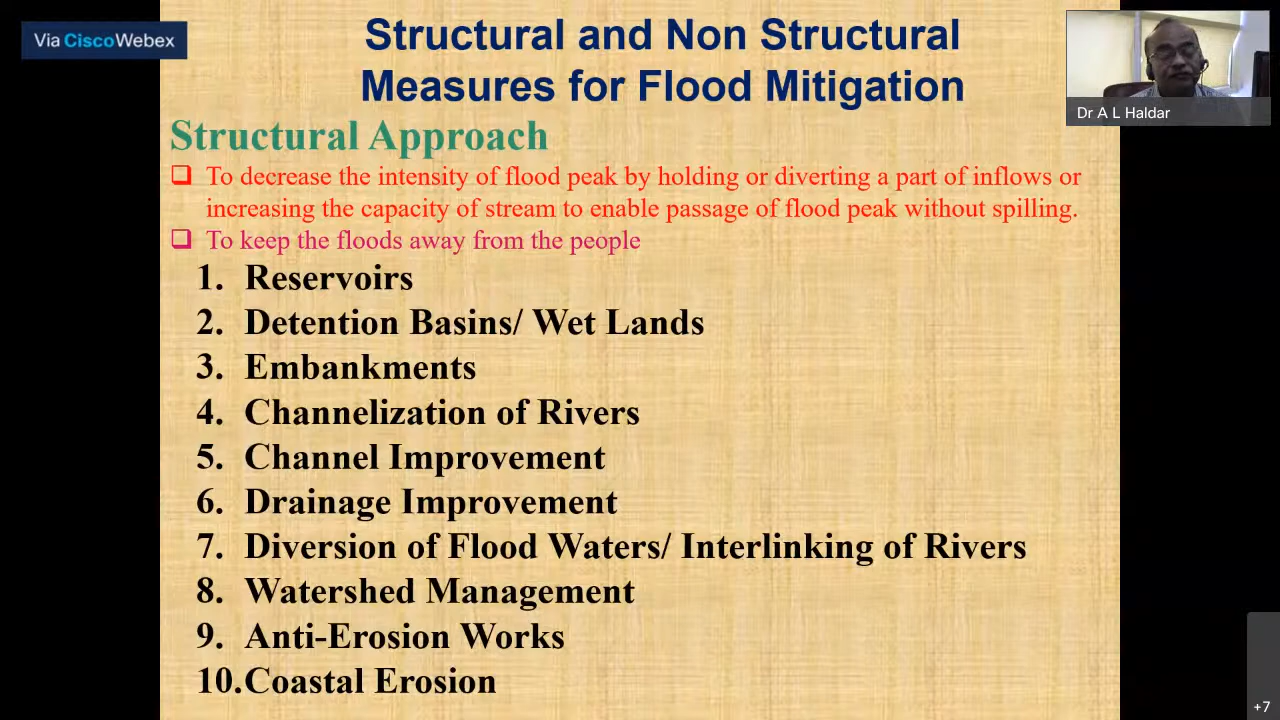 Via CiscoWebex
Structural and Non Structural
Measures for Flood Mitigation
Dr A L Haldar
Structural Approach
❑ To decrease the intensity of flood peak by holding or diverting a part of inflows or
increasing the capacity of stream to enable passage of flood peak without spilling.
❑ To keep the floods away from the people
1. Reservoirs
2. Detention Basins/ Wet Lands
3. Embankments
4. Channelization of Rivers
5. Channel Improvement
6. Drainage Improvement
7. Diversion of Flood Waters/ Interlinking of Rivers
8. Watershed Management
9. Anti-Erosion Works
10.Coastal Erosion
+7